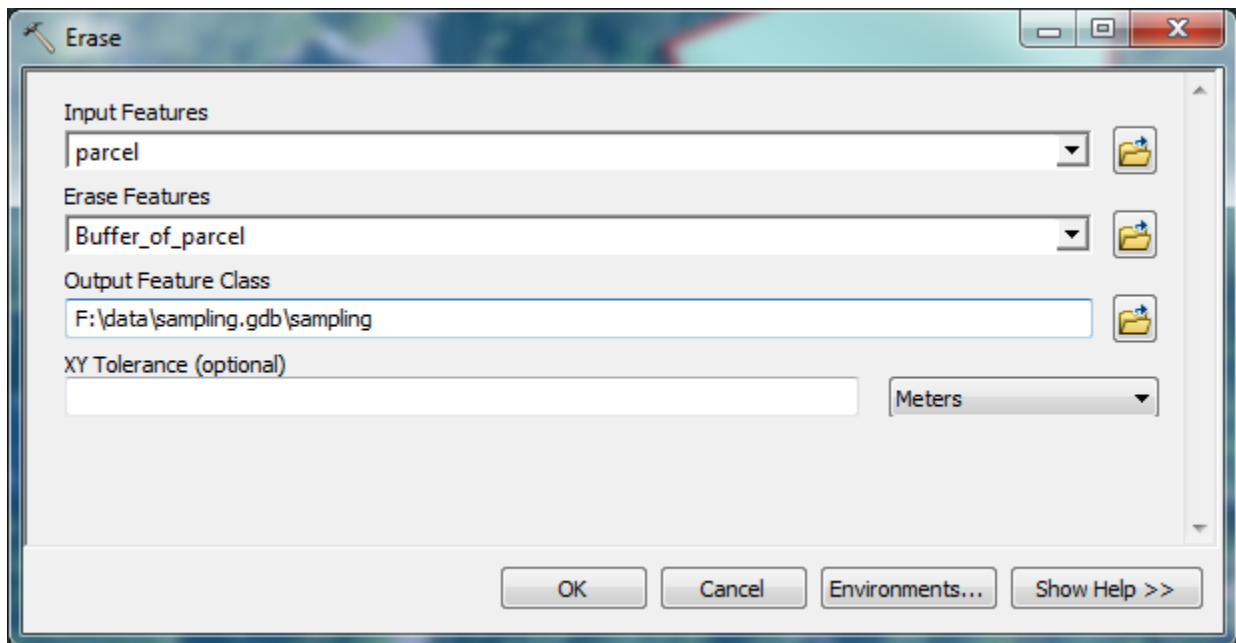 Erase
Input Features
parcel
Erase Features
Buffer_of_parcel
Output Feature Class
F:\data\sampling.gdb\sampling
XY Tolerance (optional)
Meters
OK Cancel Environments... Show Help >>